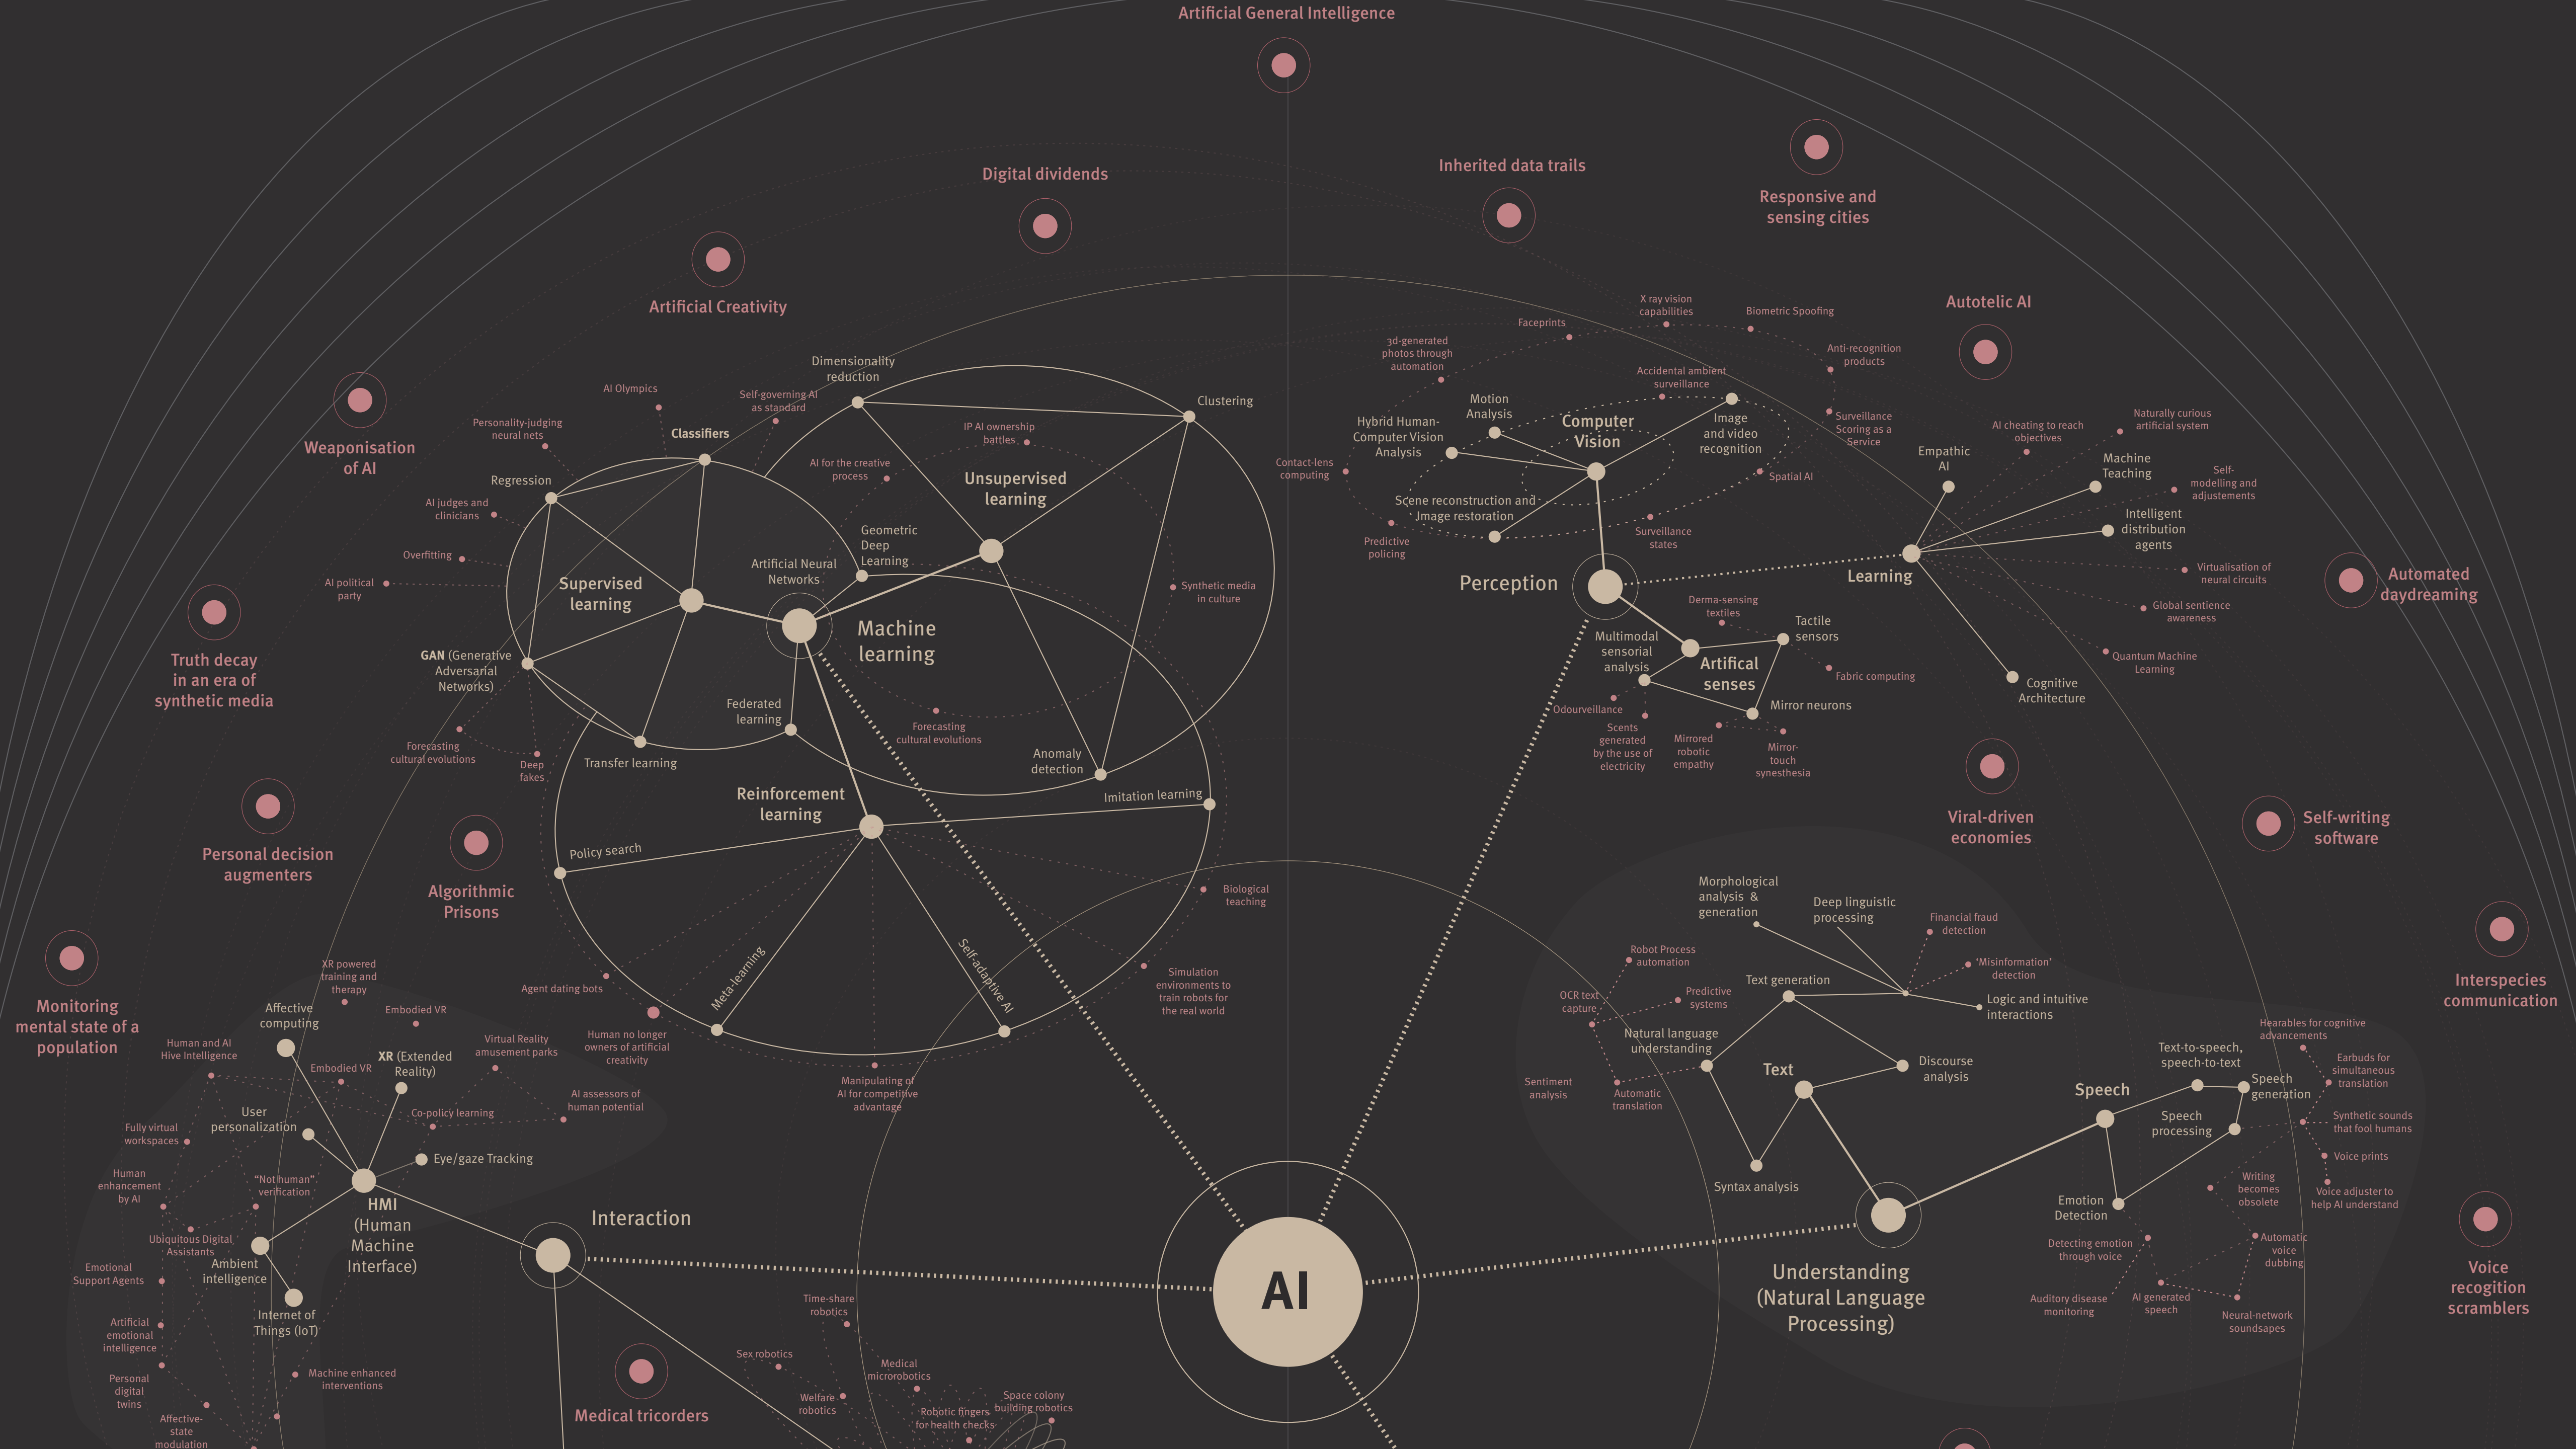 Artificial General Intelligence
Digital dividends
Inherited data trails
Responsive and
sensing cities
Artificial Creativity
Autotelic AI
Weaponisation
of AI
Truth decay
in an era of
synthetic media
Personal decision
augmenters
Algorithmic
Prisons
Monitoring
mental state of a
population
Automated
daydreaming
Viral-driven
economies
Self-writing
software
Interspecies
communication
Voice
recogition
scramblers
Medical tricorders
Dimensionality
reduction
Clustering
AI Olympics
Self-governing AI
as standard
Personality-judging
neural nets
Classifiers
IP AI ownership
battles
AI for the creative
process
Unsupervised
learning
Regression
AI judges and
clinicians
Overfitting
AI political
party
Geometric
Deep
Learning
Artificial Neural
Networks
Supervised
learning
Synthetic media
in culture
Machine
learning
GAN (Generative
Adversarial
Networks)
Federated
learning
Forecasting
cultural evolutions
Forecasting
cultural evolutions
Deep
fakes
Transfer learning
Anomaly
detection
Reinforcement
learning
Imitation learning
Policy search
Biological
teaching
Meta-learning
Self-adaptive AI
Agent dating bots
Simulation
environments to
train robots for
the real world
Human no longer
owners of artificial
creativity
Manipulating of
AI for competitive
advantage
X ray vision
capabilities
Biometric Spoofing
Faceprints
3d-generated
photos through
automation
Anti-recognition
products
Accidental ambient
surveillance
Motion
Analysis
Hybrid Human-
Computer Vision
Analysis
Computer
Vision
Image
and video
recognition
Surveillance
Scoring as a
Service
Contact-lens
computing
Spatial AI
Scene reconstruction and
Image restoration
Predictive
policing
Surveillance
states
Perception
Derma-sensing
textiles
Tactile
sensors
Multimodal
sensorial
analysis
Artifical
senses
Fabric computing
Odourveillance
Mirror neurons
Scents
generated
by the use of
electricity
Mirrored
robotic
empathy
Mirror-
touch
synesthesia
Empathic
AI
AI cheating to reach
objectives
Naturally curious
artificial system
Machine
Teaching
Self-
modelling and
adjustements
Intelligent
distribution
agents
Learning
Virtualisation of
neural circuits
Global sentience
awareness
Quantum Machine
Learning
Cognitive
Architecture
Morphological
analysis &
generation
Deep linguistic
processing
Financial fraud
detection
Robot Process
automation
'Misinformation'
detection
Text generation
OCR text
capture
Predictive
systems
Logic and intuitive
interactions
Natural language
understanding
Discourse
analysis
Text
Sentiment
analysis
Automatic
translation
Syntax analysis
Understanding
(Natural Language
Processing)
Hearables for cognitive
advancements
Text-to-speech,
speech-to-text
Earbuds for
simultaneous
translation
Speech
Speech
generation
Speech
processing
Synthetic sounds
that fool humans
Voice prints
Writing
becomes
obsolete
Voice adjuster to
help AI understand
Emotion
Detection
Detecting emotion
through voice
Automatic
voice
dubbing
Auditory disease
monitoring
AI generated
speech
Neural-network
soundsapes
XR powered
training and
therapy
Affective
computing
Embodied VR
Human and AI
Hive Intelligence
Virtual Reality
amusement parks
XR (Extended
Reality)
Embodied VR
AI assessors of
human potential
Co-policy learning
User
personalization
Fully virtual
workspaces
Eye/gaze Tracking
Human
enhancement
by AI
"Not human"
verification
HMI
(Human
Machine
Interface)
Interaction
Ubiquitous Digital
Assistants
Emotional
Support Agents
Ambient
intelligence
Internet of
Things (IoT)
Artificial
emotional
intelligence
Machine enhanced
interventions
Personal
digital
twins
Affective-
state
modulation
AI
Time-share
robotics
Sex robotics
Medical
microrobotics
Welfare
robotics
Space colony
building robotics
Robotic fingers
for health checks